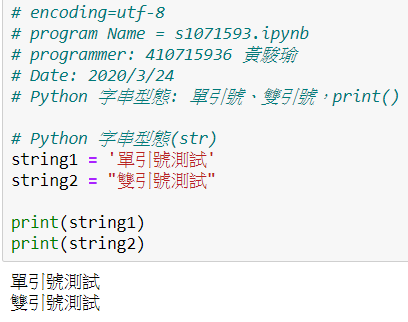 # encoding=utf-8
# program Name = s1071593.ipynb
# programmer: 410715936 黃駿瑜
# Date: 2020/3/24
# Python 字串型態: 單引號、雙引號，print()
# Python 字串型態(str)
string1 = '單引號測試'
string2 = "雙引號測試"
print(string1)
print(string2)
單引號測試
雙引號測試